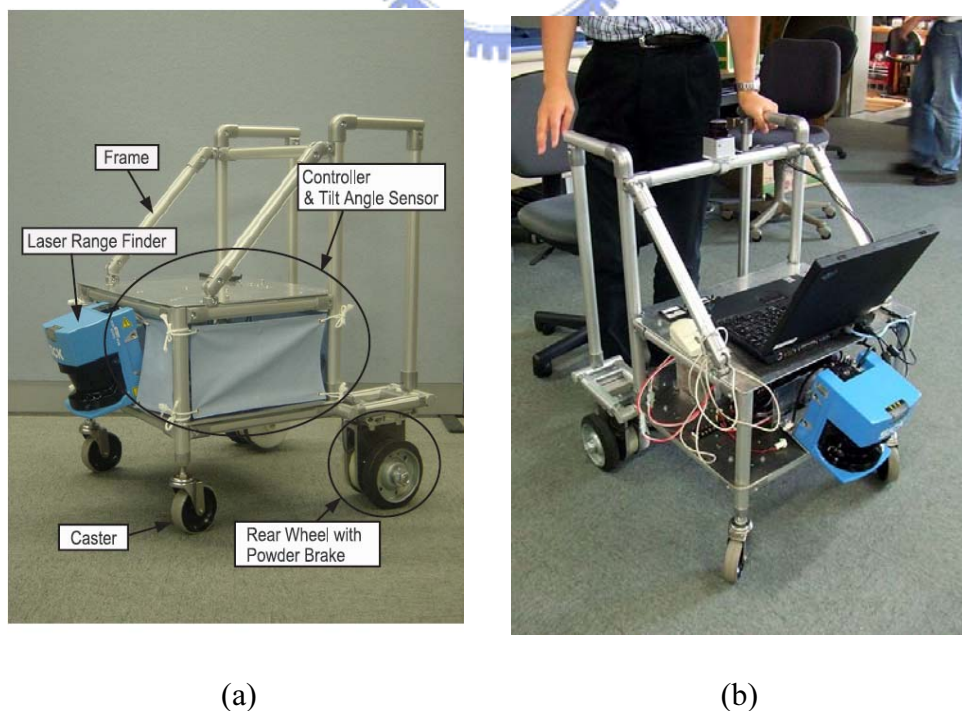 Frame
Controller
& Tilt Angle Sensor
Laser Range Finder
Caster
Rear Wheel with
Powder Brake
(a)
(b)